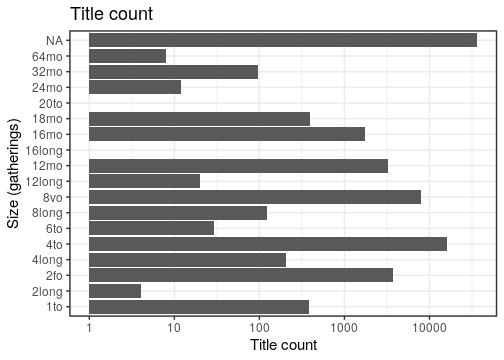 Title count
NA
64mo
32mo
24mo
20to
18mo
16mo
16long
12mo
12long
8vo
8long
6to
4to
4long
2fo
2long
1to
Size (gatherings)
1
10
100
1000
10000
Title count